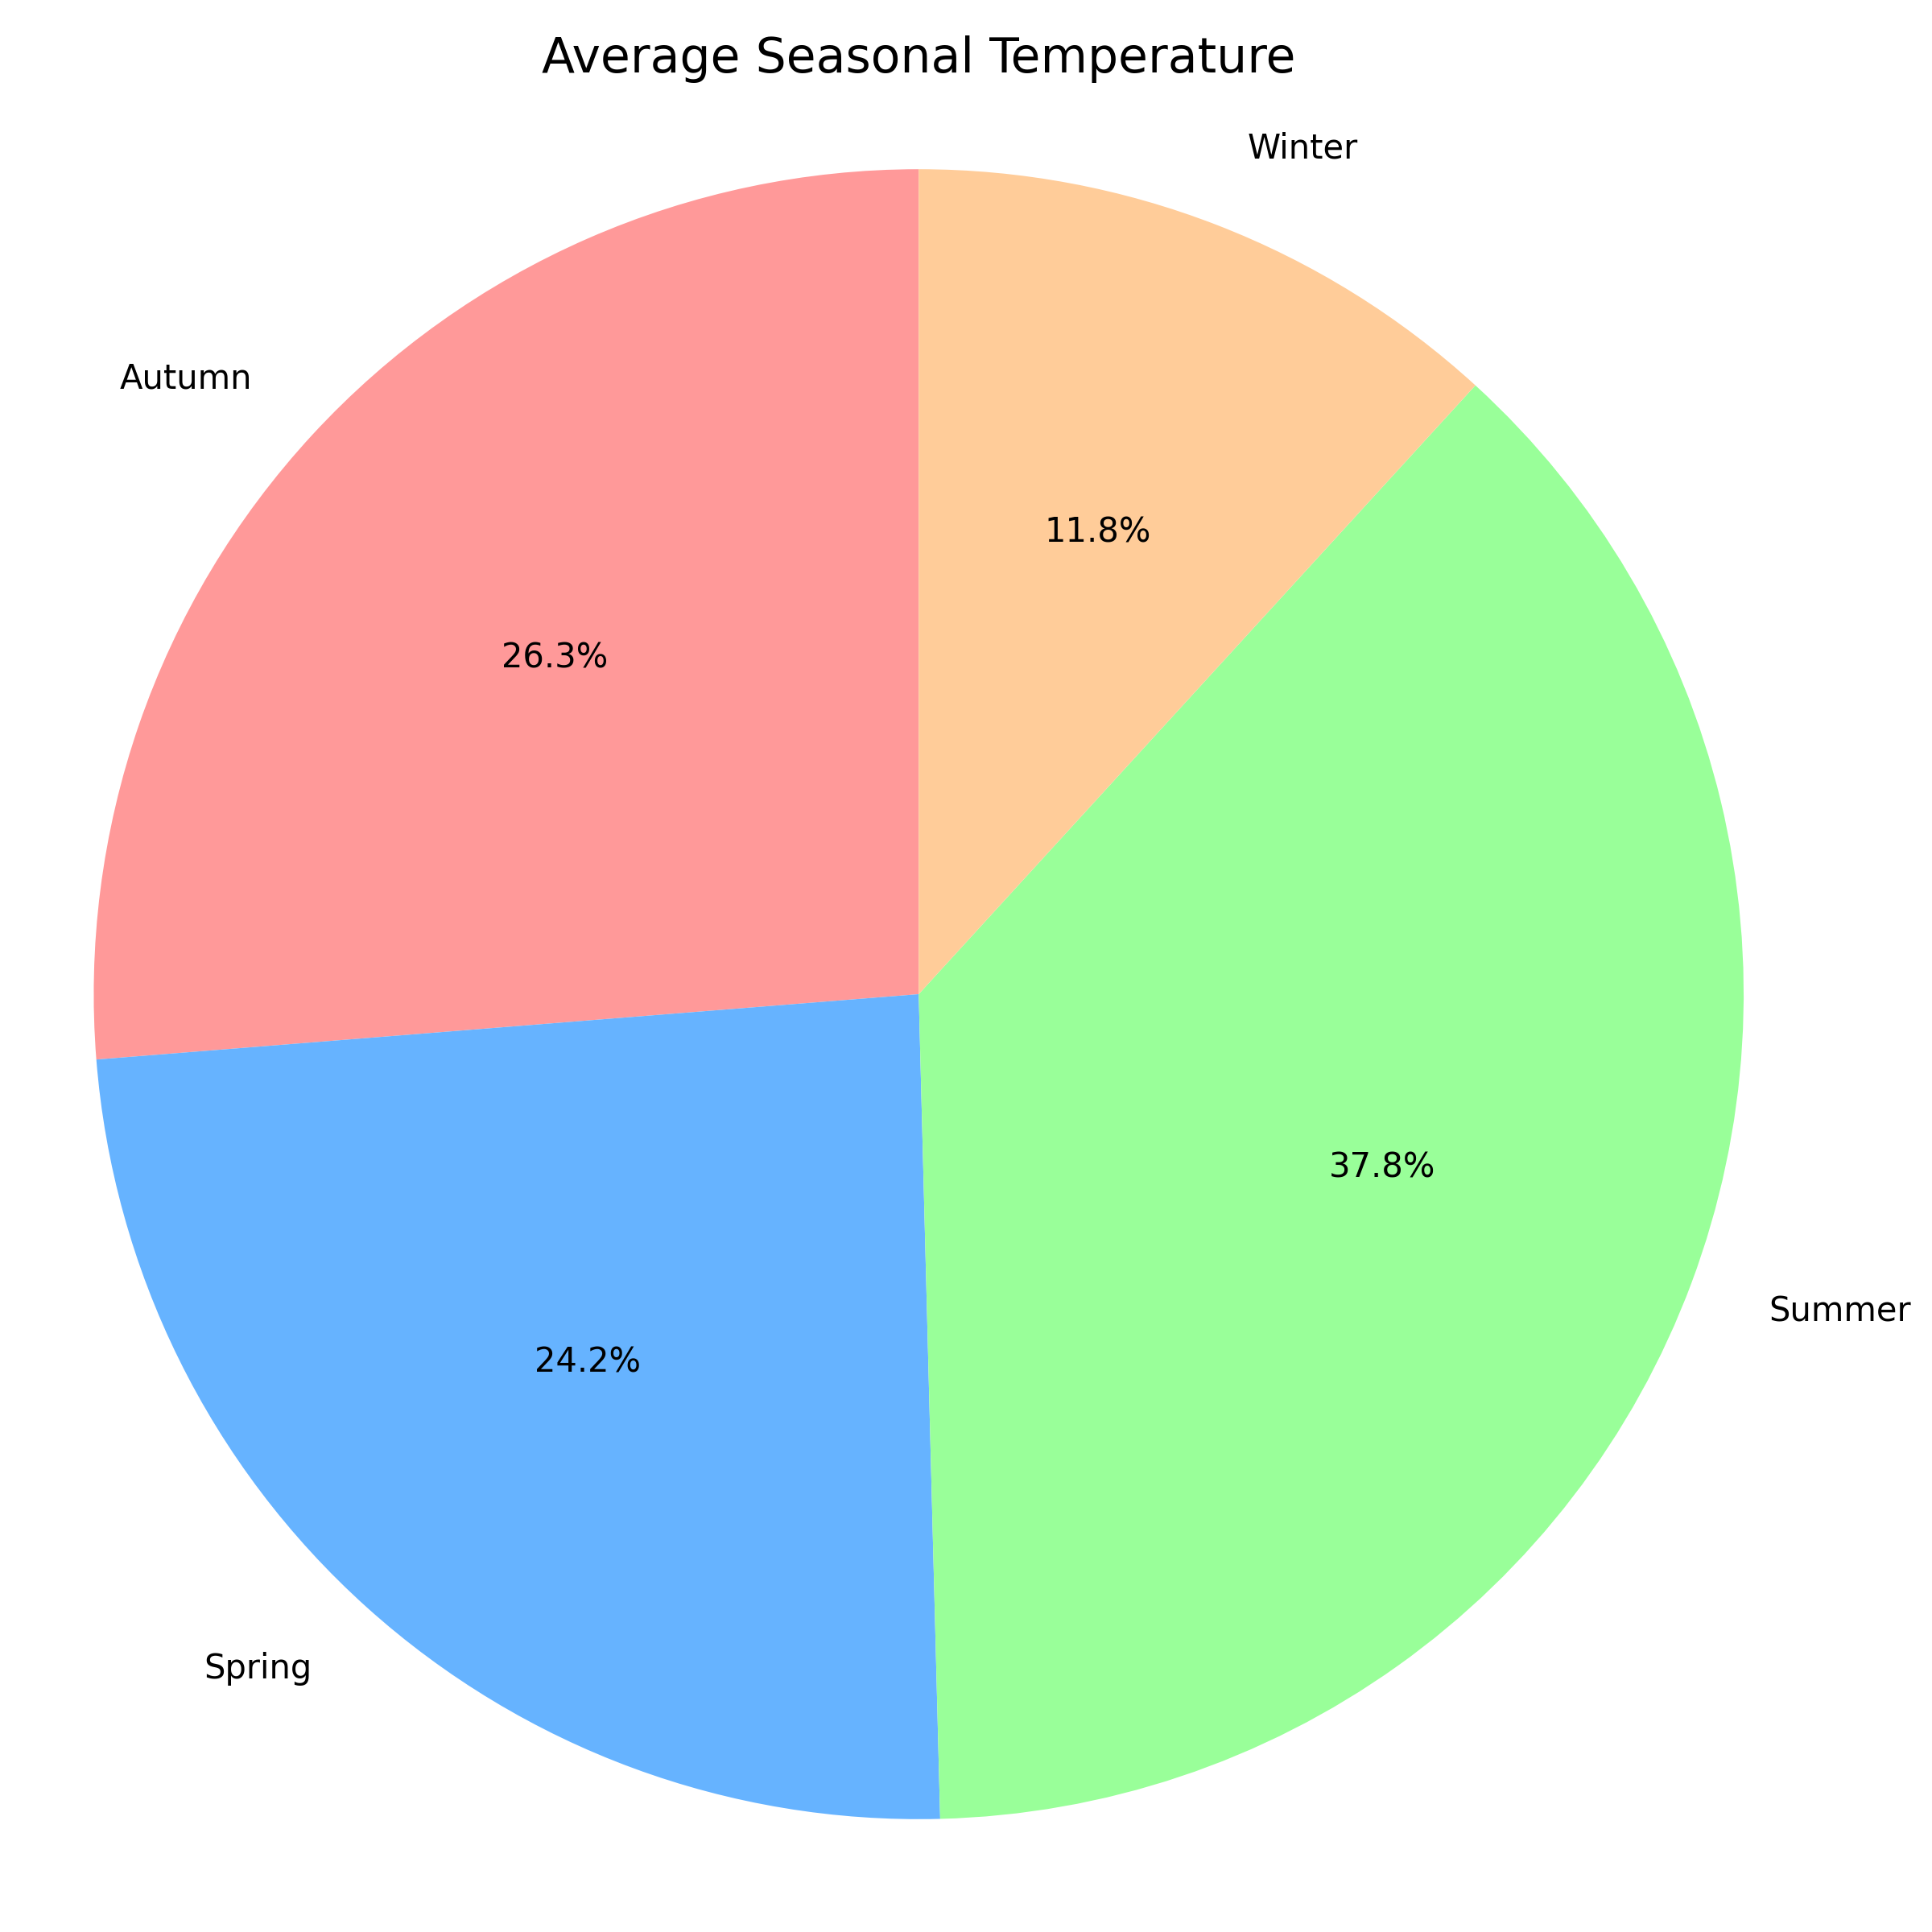 Average Seasonal Temperature
Winter
Autumn
11.8%
26.3%
37.8%
Summer
24.2%
Spring